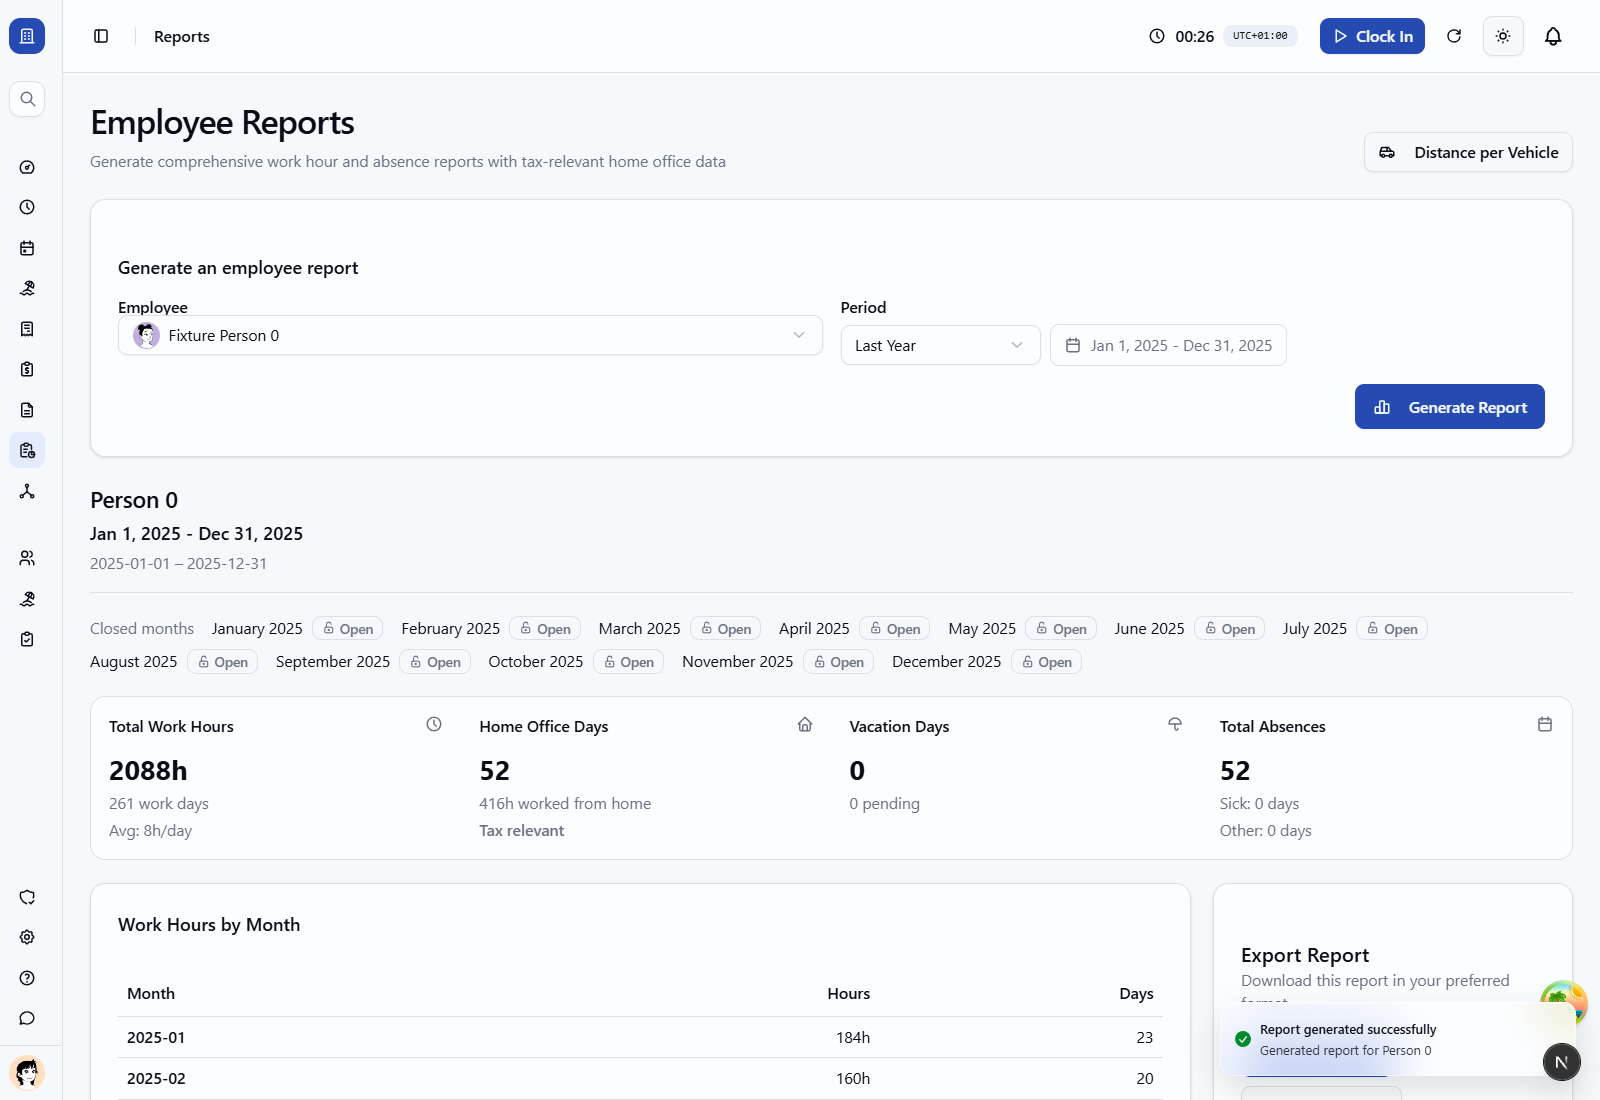 Reports
00:26
UTC+01:00
Clock In
Employee Reports
Generate comprehensive work hour and absence reports with tax-relevant home office data
Distance per Vehicle
Generate an employee report
Employee
Period
Fixture Person 0
Last Year
Jan 1, 2025 - Dec 31, 2025
Generate Report
Person 0
Jan 1, 2025 - Dec 31, 2025
2025-01-01 – 2025-12-31
Closed months January 2025 Open February 2025 Open March 2025 Open April 2025 Open May 2025 Open June 2025 Open July 2025 Open
August 2025 Open September 2025 Open October 2025 Open November 2025 Open December 2025 Open
Total Work Hours
2088h
261 work days
Avg: 8h/day
Home Office Days
52
416h worked from home
Tax relevant
Vacation Days
0
0 pending
Total Absences
52
Sick: 0 days
Other: 0 days
Work Hours by Month
Month Hours Days
2025-01 184h 23
2025-02 160h 20
Export Report
Download this report in your preferred
Report generated successfully
Generated report for Person 0
N